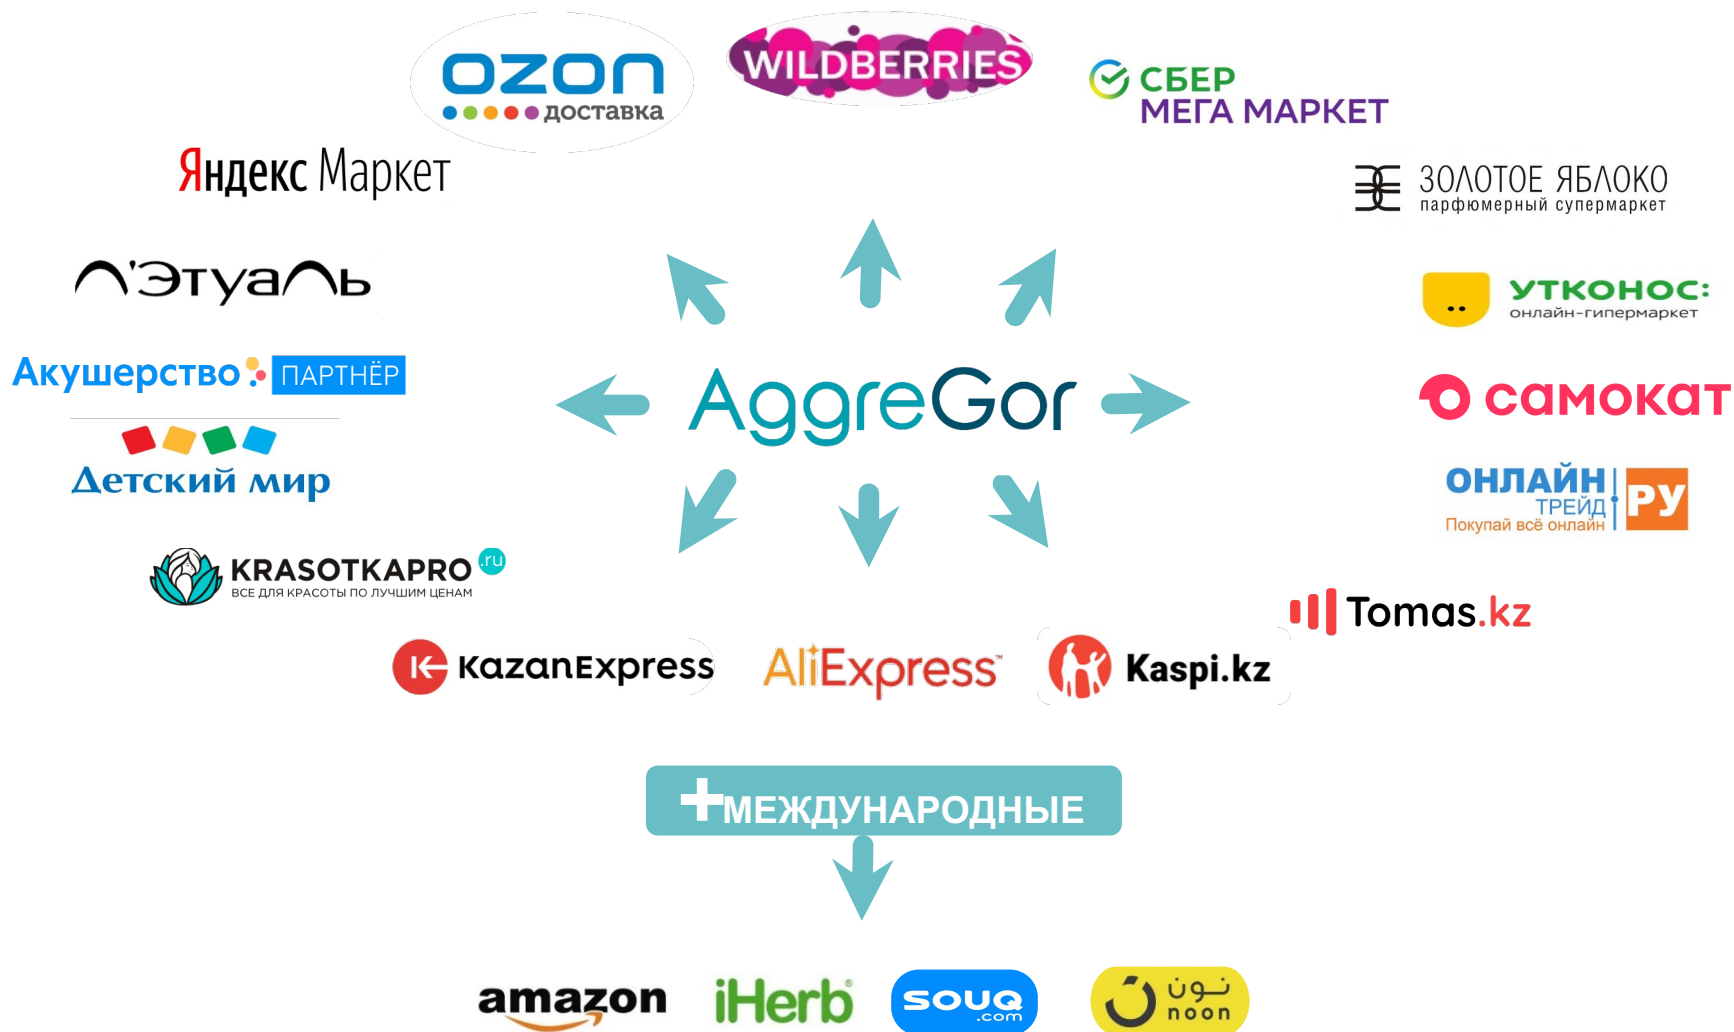 ozon
доставка
WILDBERRIES
СБЕР
МЕГА МАРКЕТ
Яндекс Маркет
ЗОЛОТОЕ ЯБЛОКО
парфюмерный супермаркет
Л'Этуаль
УТКОНОС:
онлайн-гипермаркет
Акушерство ПАРТНЁР
AggreGor
самокат
Детский мир
ОНЛАЙН
ТРЕЙД
РУ
Покупай всё онлайн
KRASOTKAPRO .ru
ВСЕ ДЛЯ КРАСОТЫ ПО ЛУЧШИМ ЦЕНАМ
Tomas.kz
KazanExpress
AliExpress™
Kaspi.kz
+МЕЖДУНАРОДНЫЕ
amazon
iHerb®
souq
.com
نون
noon